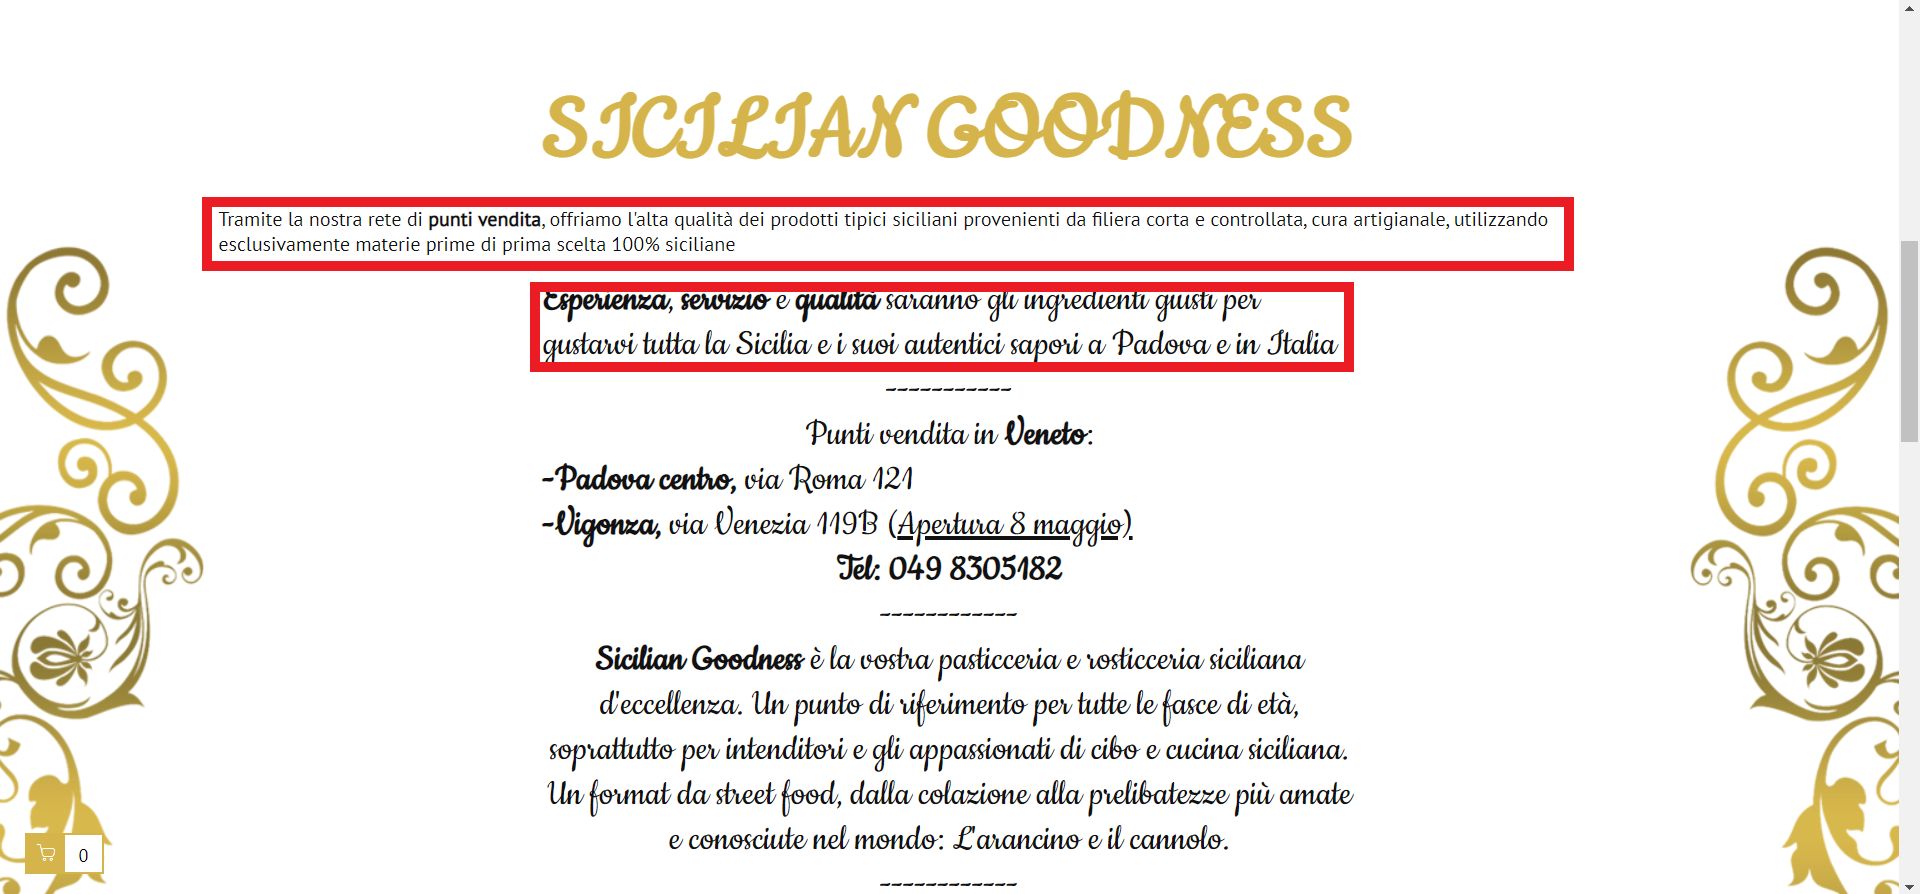 SICILIAN GOODNESS
Tramite la nostra rete di punti vendita, offriamo l'alta qualità dei prodotti tipici siciliani provenienti da filiera corta e controllata, cura artigianale, utilizzando
esclusivamente materie prime di prima scelta 100% siciliane
Esperienza, servizio e qualità saranno gli ingredienti giusti per
gustarvi tutta la Sicilia e i suoi autentici sapori a Padova e in Italia
-----------
Punti vendita in Veneto:
-Padova centro, via Roma 121
-Vigonza, via Venezia 119B (Apertura 8 maggio)
Tel: 049 8305182
------------
Sicilian Goodness è la vostra pasticceria e rosticceria siciliana
d'eccellenza. Un punto di riferimento per tutte le fasce di età,
soprattutto per intenditori e gli appassionati di cibo e cucina siciliana.
Un format da street food, dalla colazione alla prelibatezze più amate
e conosciute nel mondo: L'arancino e il cannolo.
------------
0